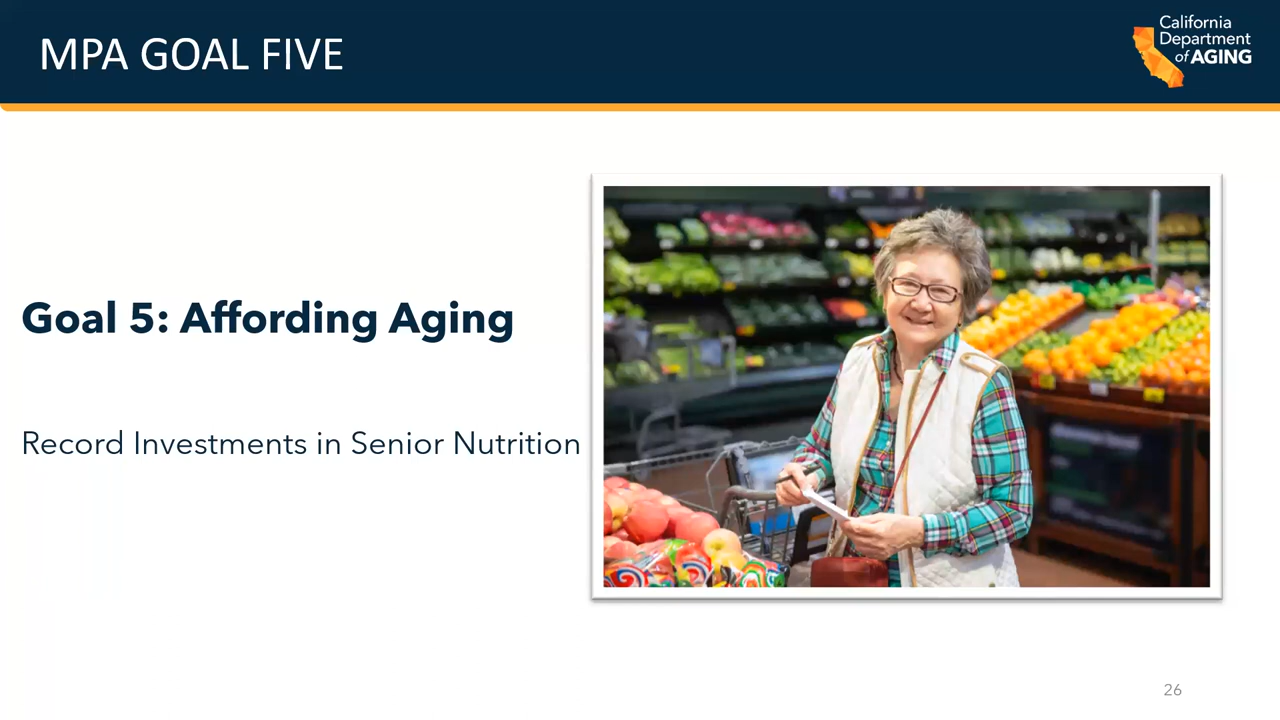 MPA GOAL FIVE
California
Department
of AGING
Goal 5: Affording Aging
Record Investments in Senior Nutrition
26